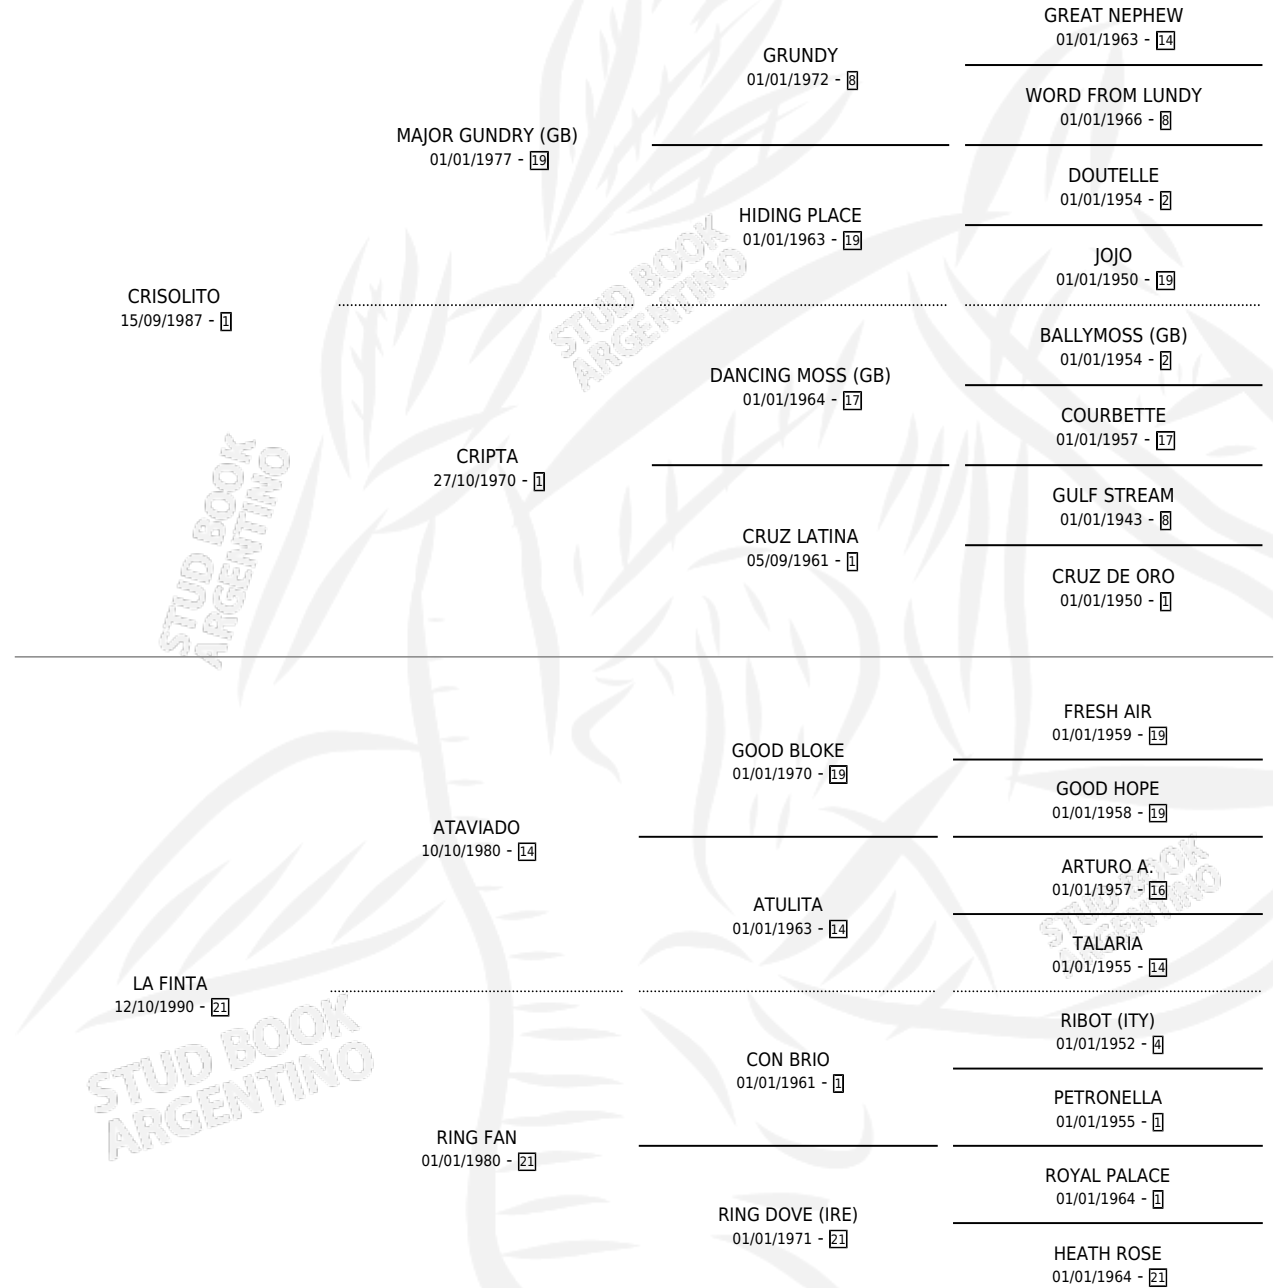 GREAT NEPHEW
01/01/1963 - 14
GRUNDY
01/01/1972 - 8
WORD FROM LUNDY
01/01/1966 - 8
MAJOR GUNDRY (GB)
01/01/1977 - 19
DOUTELLE
01/01/1954 - 2
HIDING PLACE
01/01/1963 - 19
JOJO
01/01/1950 - 19
CRISOLITO
15/09/1987 - 1
STUD BOOK
ARGENTINO
BALLYMOSS (GB)
01/01/1954 - 2
DANCING MOSS (GB)
01/01/1964 - 17
COURBETTE
01/01/1957 - 17
CRIPTA
27/10/1970 - 1
GULF STREAM
01/01/1943 - 8
CRUZ LATINA
05/09/1961 - 1
CRUZ DE ORO
01/01/1950 - 1
STUD BOOK
ARGENTINO
FRESH AIR
01/01/1959 - 19
GOOD BLOKE
01/01/1970 - 19
GOOD HOPE
01/01/1958 - 19
ATAVIADO
10/10/1980 - 14
ARTURO A.
01/01/1957 - 16
ATULITA
01/01/1963 - 14
STUD BOOK
ARGENTINO
TALARIA
01/01/1955 - 14
LA FINTA
12/10/1990 - 21
RIBOT (ITY)
01/01/1952 - 4
STUD BOOK
ARGENTINO
CON BRIO
01/01/1961 - 1
PETRONELLA
01/01/1955 - 1
RING FAN
01/01/1980 - 21
ROYAL PALACE
01/01/1964 - 1
RING DOVE (IRE)
01/01/1971 - 21
HEATH ROSE
01/01/1964 - 21